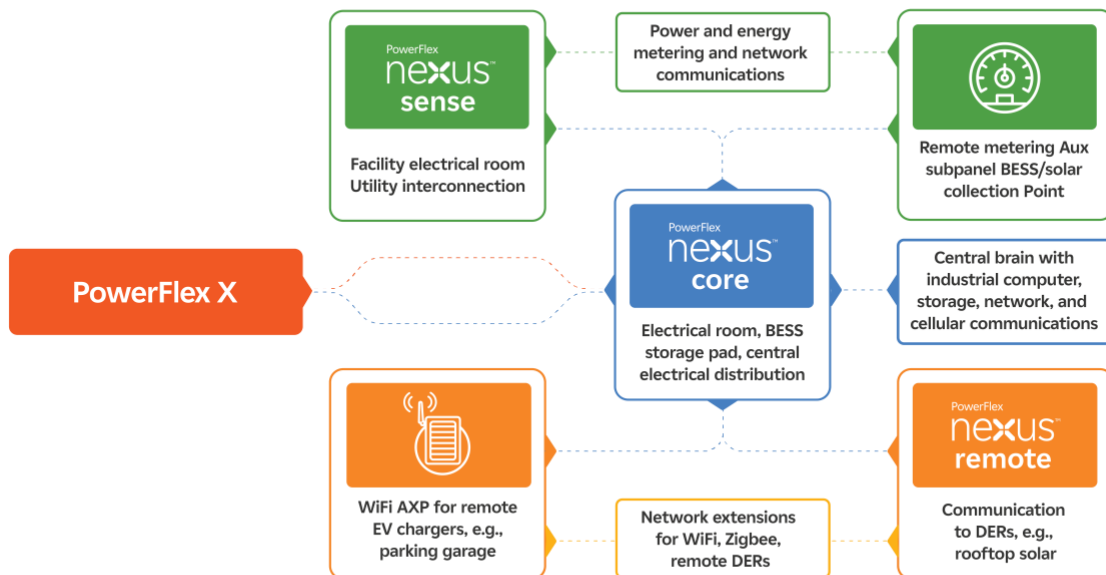 PowerFlex
nexus™
sense
Facility electrical room
Utility interconnection
Power and energy
metering and network
communications
Remote metering Aux
subpanel BESS/solar
collection Point
PowerFlex X
PowerFlex
nexus™
core
Electrical room, BESS
storage pad, central
electrical distribution
Central brain with
industrial computer,
storage, network, and
cellular communications
WiFi AXP for remote
EV chargers, e.g.,
parking garage
Network extensions
for WiFi, Zigbee,
remote DERs
PowerFlex
nexus™
remote
Communication
to DERs, e.g.,
rooftop solar